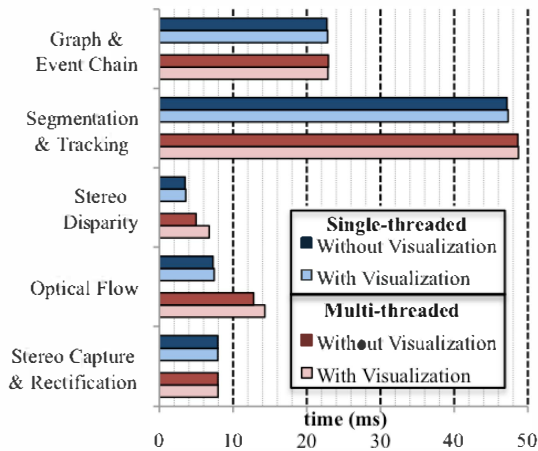 Graph &
Event Chain
Segmentation
& Tracking
Stereo
Disparity
Optical Flow
Stereo Capture
& Rectification
Single-threaded
Without Visualization
With Visualization
Multi-threaded
Without Visualization
With Visualization
time (ms)
0 10 20 30 40 50